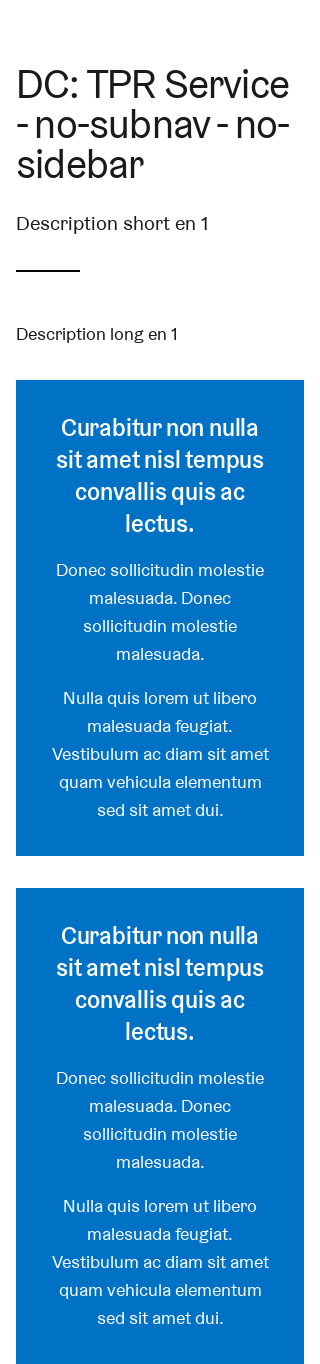 DC: TPR Service
- no-subnav - no-
sidebar
Description short en 1
Description long en 1
Curabitur non nulla
sit amet nisl tempus
convallis quis ac
lectus.
Donec sollicitudin molestie
malesuada. Donec
sollicitudin molestie
malesuada.
Nulla quis lorem ut libero
malesuada feugiat.
Vestibulum ac diam sit amet
quam vehicula elementum
sed sit amet dui.
Curabitur non nulla
sit amet nisl tempus
convallis quis ac
lectus.
Donec sollicitudin molestie
malesuada. Donec
sollicitudin molestie
malesuada.
Nulla quis lorem ut libero
malesuada feugiat.
Vestibulum ac diam sit amet
quam vehicula elementum
sed sit amet dui.